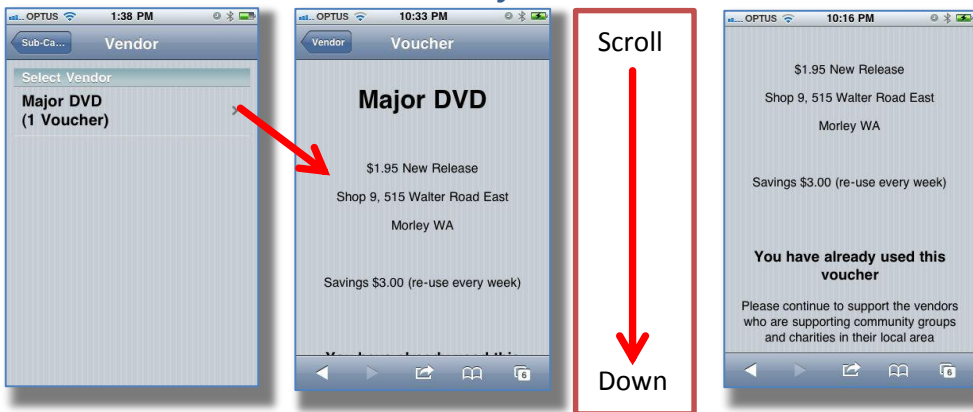 OPTUS 1:38 PM
Sub-Ca... Vendor
Select Vendor
Major DVD
(1 Voucher)
OPTUS 10:33 PM
Vendor Voucher
Major DVD
$1.95 New Release
Shop 9, 515 Walter Road East
Morley WA
Savings $3.00 (re-use every week)
6
Scroll
Down
OPTUS 10:16 PM
$1.95 New Release
Shop 9, 515 Walter Road East
Morley WA
Savings $3.00 (re-use every week)
You have already used this
voucher
Please continue to support the vendors
who are supporting community groups
and charities in their local area
6